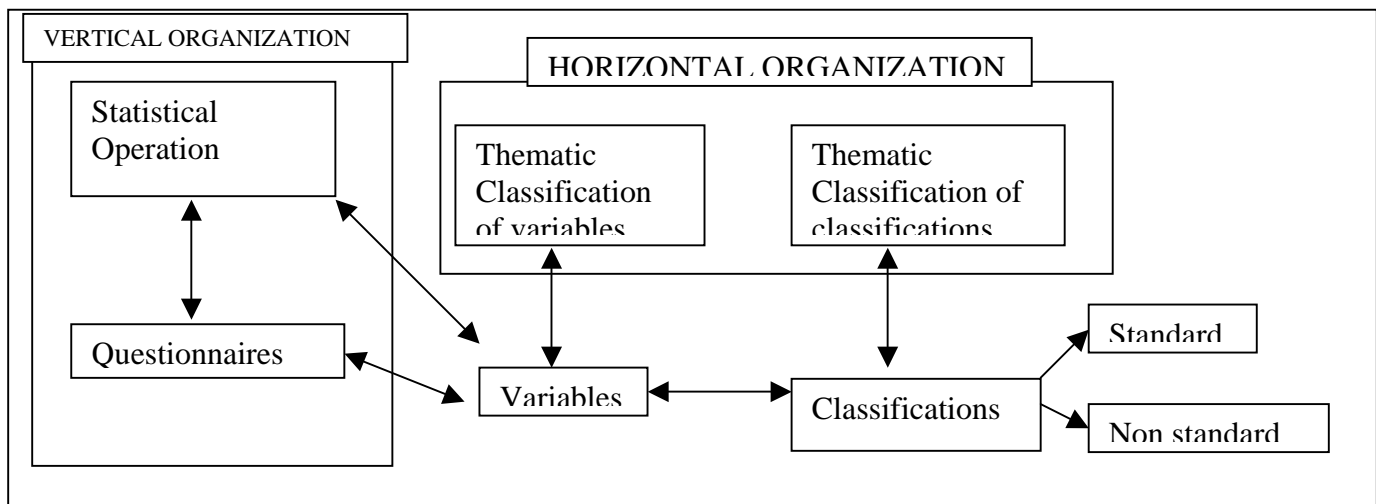 VERTICAL ORGANIZATION
HORIZONTAL ORGANIZATION
Statistical
Operation
Thematic
Classification
of variables
Thematic
Classification of
classifications
Questionnaires
Variables
Classifications
Standard
Non standard